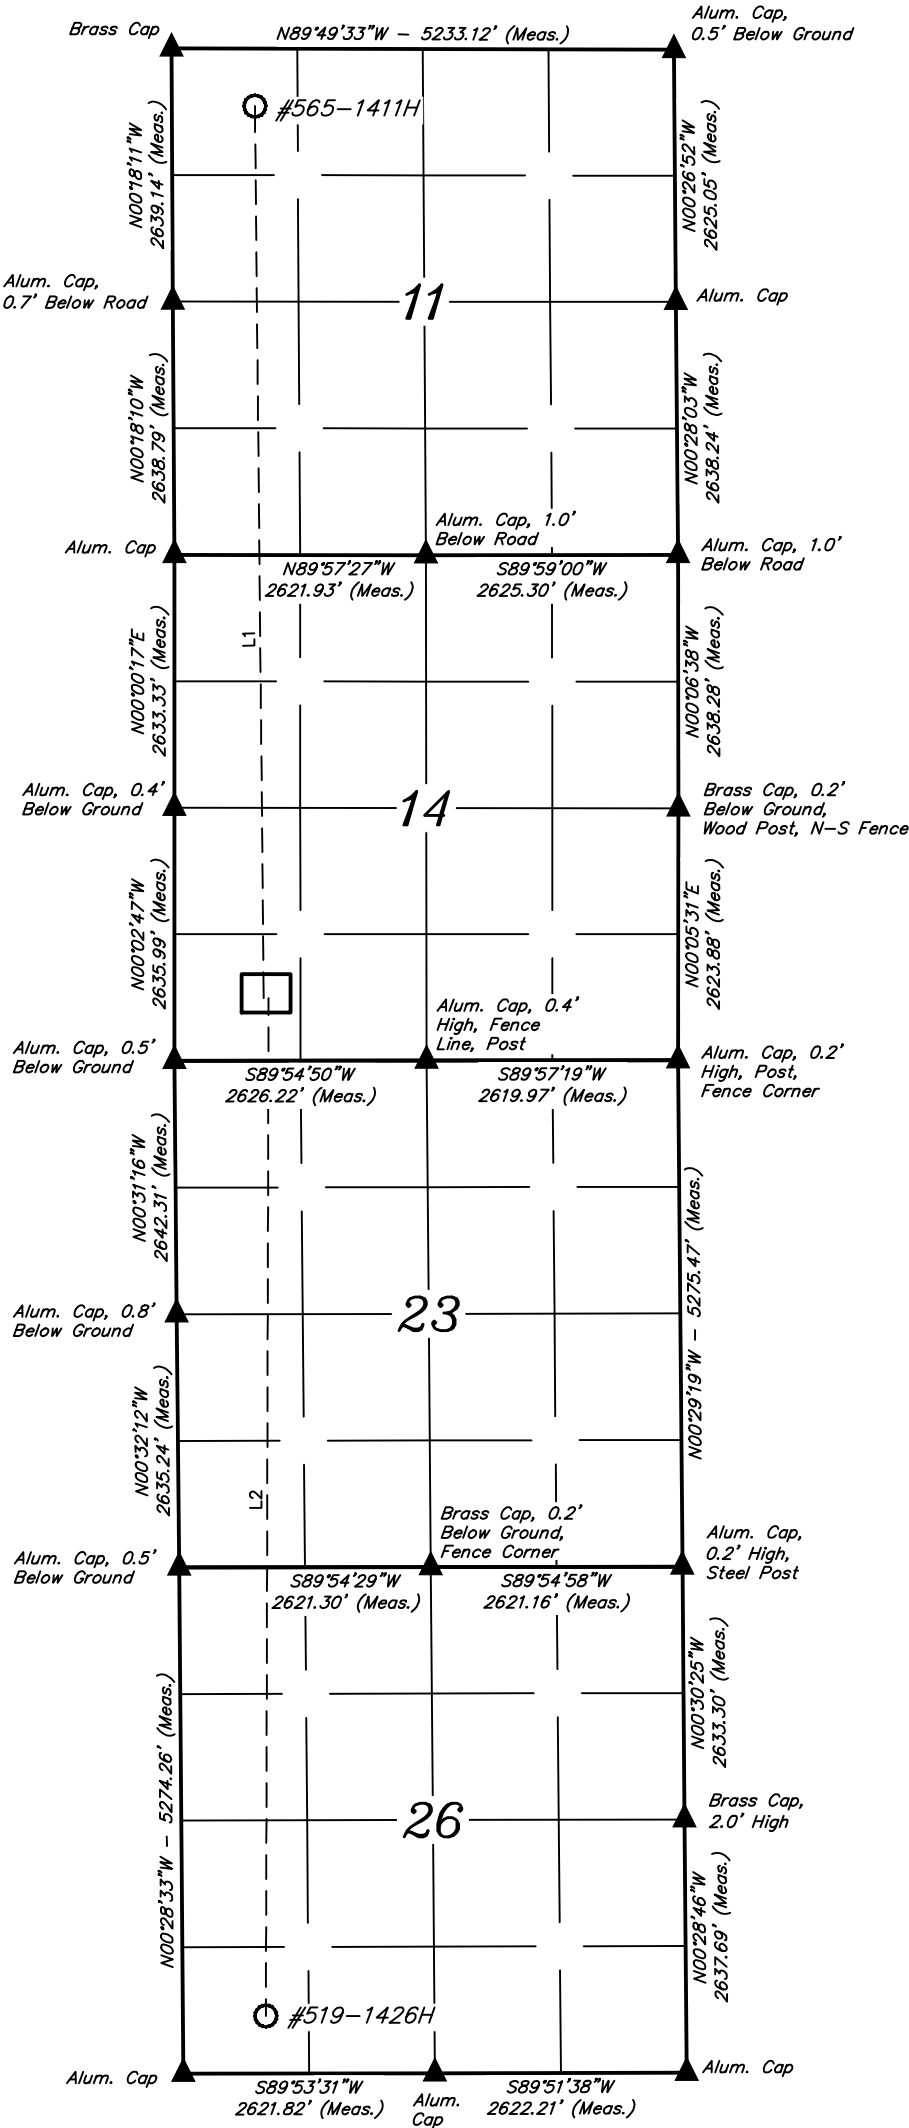 Brass Cap
N89°49'33"W - 5233.12' (Meas.)
Alum. Cap,
0.5' Below Ground
#565-1411H
N00°18'11"W
2639.14' (Meas.)
N00°26'52"W
2625.05' (Meas.)
Alum. Cap,
0.7' Below Road
11
Alum. Cap
N00°18'10"W
2638.79' (Meas.)
N00°28'03"W
2638.24' (Meas.)
Alum. Cap
Alum. Cap, 1.0'
Below Road
Alum. Cap, 1.0'
Below Road
N89°57'27"W
2621.93' (Meas.)
S89°59'00"W
2625.30' (Meas.)
N00°00'17"E
2633.33' (Meas.)
L1
N00°06'38"W
2638.28' (Meas.)
Alum. Cap, 0.4'
Below Ground
14
Brass Cap, 0.2'
Below Ground,
Wood Post, N-S Fence
N00°02'47"W
2635.99' (Meas.)
N00°05'31"E
2623.88' (Meas.)
Alum. Cap, 0.5'
Below Ground
Alum. Cap, 0.4'
High, Fence
Line, Post
Alum. Cap, 0.2'
High, Post,
Fence Corner
S89°54'50"W
2626.22' (Meas.)
S89°57'19"W
2619.97' (Meas.)
N00°31'16"W
2642.31' (Meas.)
N00°29'19"W - 5275.47' (Meas.)
Alum. Cap, 0.8'
Below Ground
23
N00°32'12"W
2635.24' (Meas.)
L2
Alum. Cap, 0.5'
Below Ground
Brass Cap, 0.2'
Below Ground,
Fence Corner
Alum. Cap,
0.2' High,
Steel Post
S89°54'29"W
2621.30' (Meas.)
S89°54'58"W
2621.16' (Meas.)
N00°28'33"W - 5274.26' (Meas.)
N00°30'25"W
2633.30' (Meas.)
26
Brass Cap,
2.0' High
N00°28'46"W
2637.69' (Meas.)
#519-1426H
Alum. Cap
S89°53'31"W
2621.82' (Meas.)
Alum.
Cap
S89°51'38"W
2622.21' (Meas.)
Alum. Cap